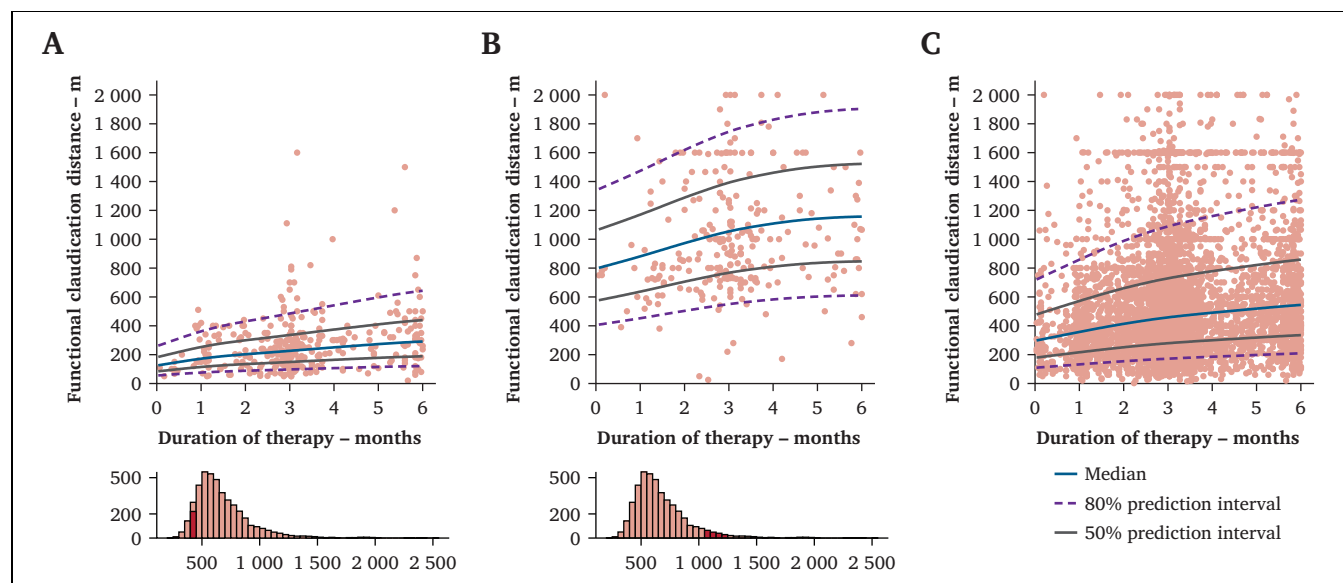 A
B
C
Functional claudication distance – m
2 000
1 800
1 600
1 400
1 200
1 000
800
600
400
200
0
0 1 2 3 4 5 6
Duration of therapy – months
Functional claudication distance – m
2 000
1 800
1 600
1 400
1 200
1 000
800
600
400
200
0
0 1 2 3 4 5 6
Duration of therapy – months
Functional claudication distance – m
2 000
1 800
1 600
1 400
1 200
1 000
800
600
400
200
0
0 1 2 3 4 5 6
Duration of therapy – months
500
200
0
500 1 000 1 500 2 000 2 500
500
200
0
500 1 000 1 500 2 000 2 500
Median
80% prediction interval
50% prediction interval